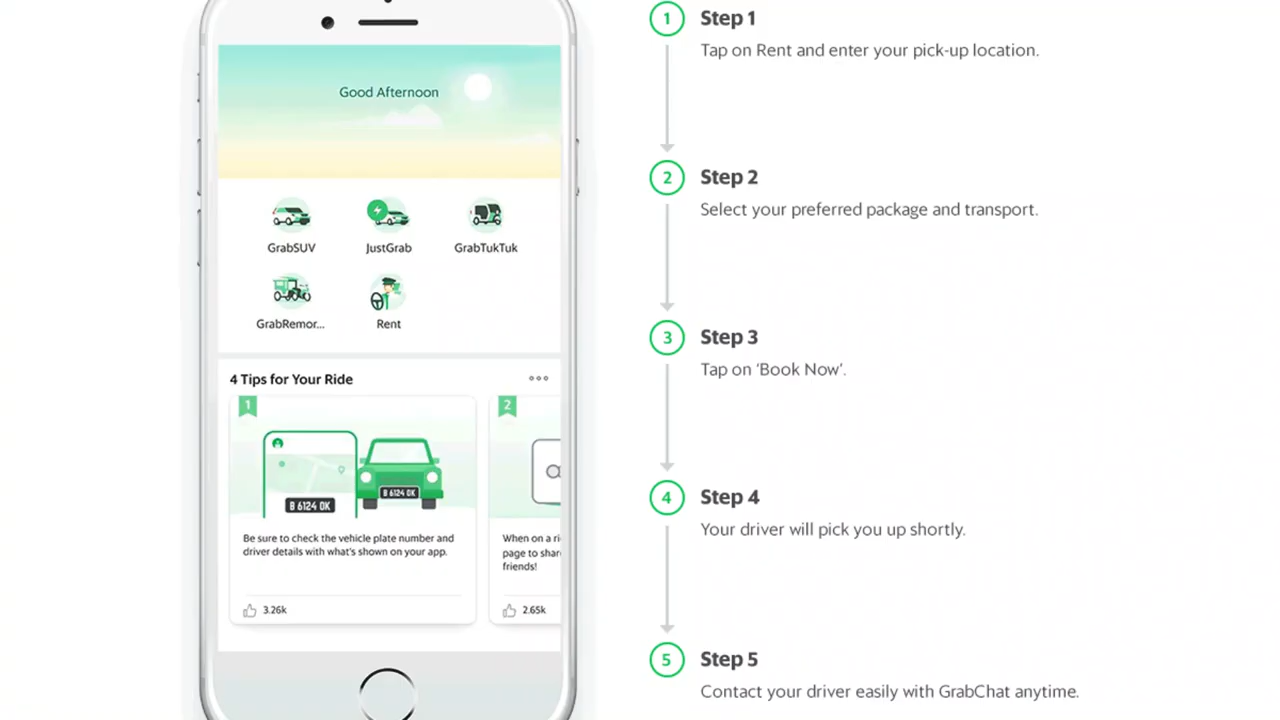 Good Afternoon
GrabSUV
JustGrab
GrabTukTuk
GrabRemor...
Rent
4 Tips for Your Ride
1
B 6124 OK
B 6124 OK
Be sure to check the vehicle plate number and
driver details with what's shown on your app.
3.26k
2
When on a ri
page to shar
friends!
2.65k
1
Step 1
Tap on Rent and enter your pick-up location.
2
Step 2
Select your preferred package and transport.
3
Step 3
Tap on ‘Book Now’.
4
Step 4
Your driver will pick you up shortly.
5
Step 5
Contact your driver easily with GrabChat anytime.